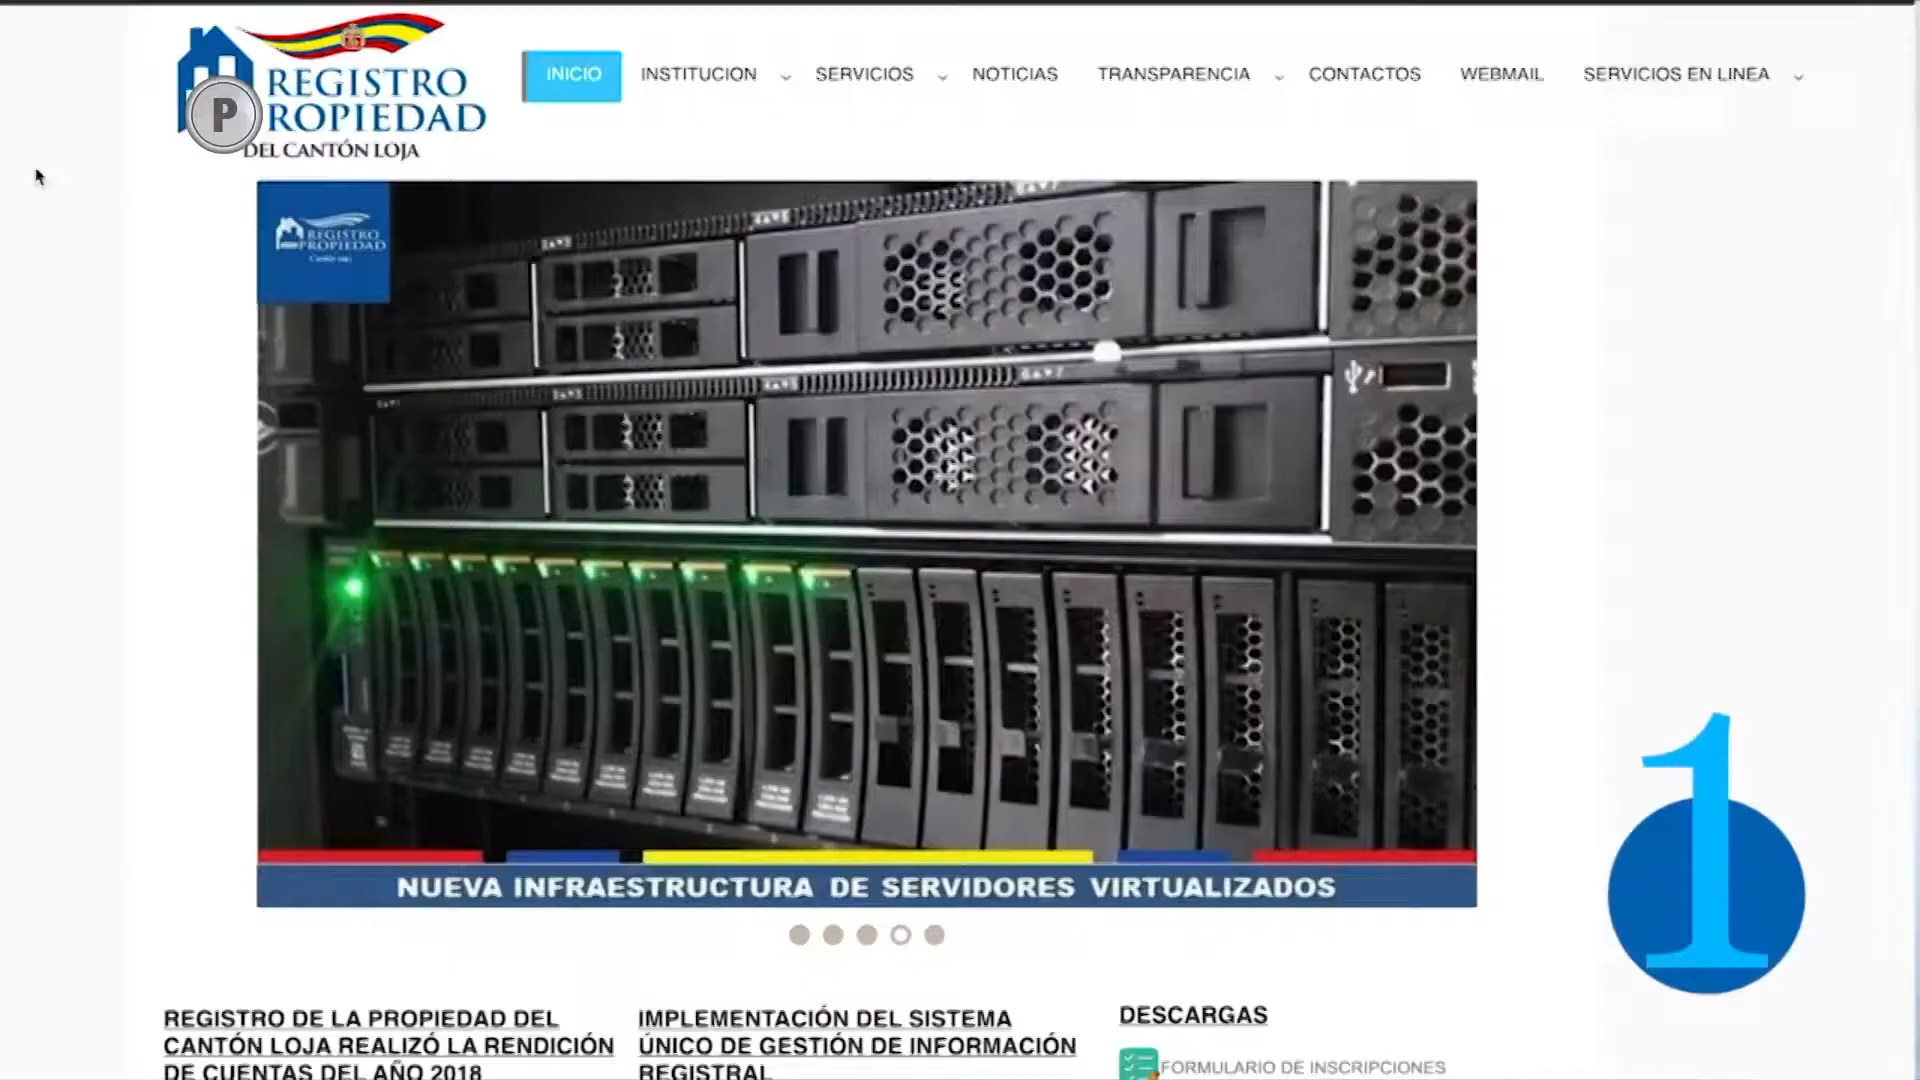 REGISTRO
PROPIEDAD
DEL CANTÓN LOJA
INICIO
INSTITUCION
SERVICIOS
NOTICIAS
TRANSPARENCIA
CONTACTOS
WEBMAIL
SERVICIOS EN LINEA
REGISTRO
PROPIEDAD
NUEVA INFRAESTRUCTURA DE SERVIDORES VIRTUALIZADOS
1
REGISTRO DE LA PROPIEDAD DEL
CANTÓN LOJA REALIZÓ LA RENDICIÓN
DE CUENTAS DEL AÑO 2018
IMPLEMENTACIÓN DEL SISTEMA
ÚNICO DE GESTIÓN DE INFORMACIÓN
REGISTRAL
DESCARGAS
FORMULARIO DE INSCRIPCIONES